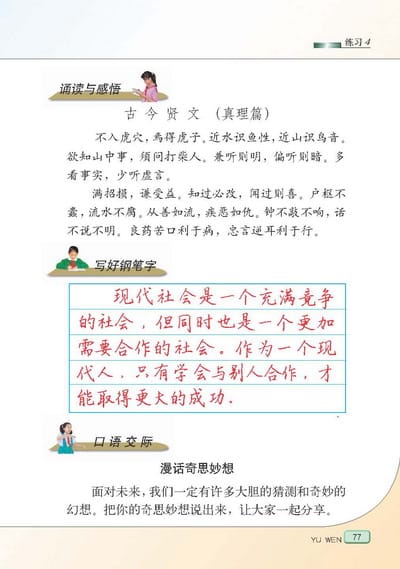 练习4
诵读与感悟
古今贤文 （真理篇）
不入虎穴，焉得虎子。近水识鱼性，近山识鸟音。
欲知山中事，须问打柴人。兼听则明，偏听则暗。多
看事实，少听虚言。
满招损，谦受益。知过必改，闻过则喜。户枢不
蠹，流水不腐。从善如流，疾恶如仇。钟不敲不响，话
不说不明。良药苦口利于病，忠言逆耳利于行。
写好钢笔字
现代社会是一个充满竞争
的社会，但同时也是一个更加
需要合作的社会。作为一个现
代人，只有学会与别人合作，才
能取得更大的成功．
口语交际
漫话奇思妙想
面对未来，我们一定有许多大胆的猜测和奇妙的
幻想。把你的奇思妙想说出来，让大家一起分享。
YU WEN 77